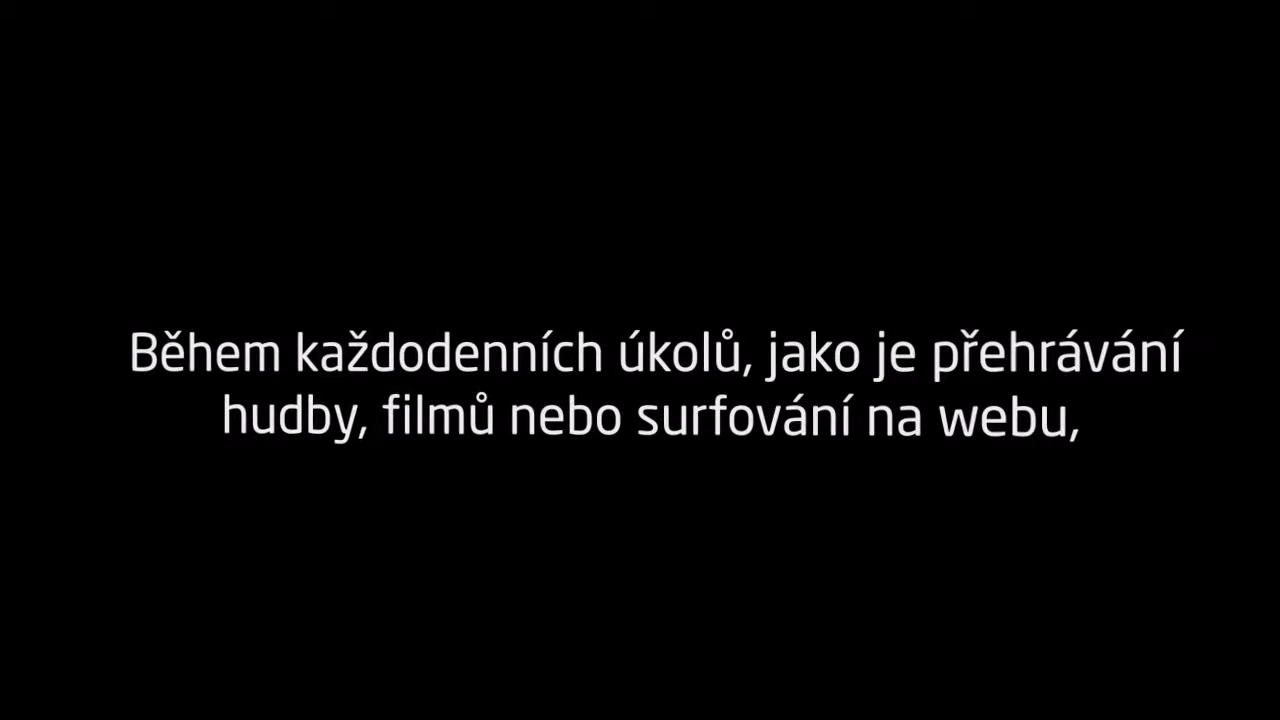 Během každodenních úkolů, jako je přehrávání
hudby, filmů nebo surfování na webu,